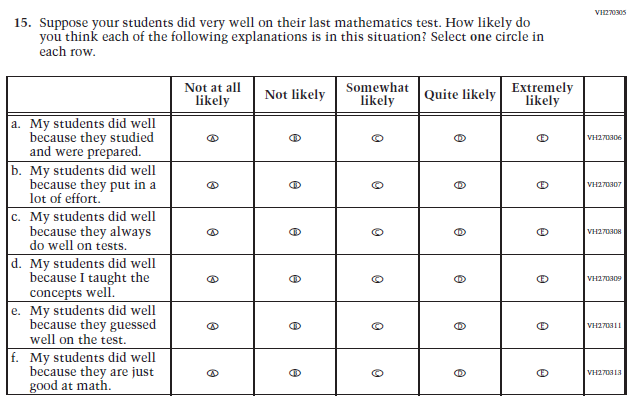 VH270305
15. Suppose your students did very well on their last mathematics test. How likely do
you think each of the following explanations is in this situation? Select one circle in
each row.
Not at all
likely
Not likely
Somewhat
likely
Quite likely
Extremely
likely
a. My students did well
because they studied
and were prepared.
A B C D E VH270306
b. My students did well
because they put in a
lot of effort.
A B C D E VH270307
c. My students did well
because they always
do well on tests.
A B C D E VH270308
d. My students did well
because I taught the
concepts well.
A B C D E VH270309
e. My students did well
because they guessed
well on the test.
A B C D E VH270311
f. My students did well
because they are just
good at math.
A B C D E VH270313